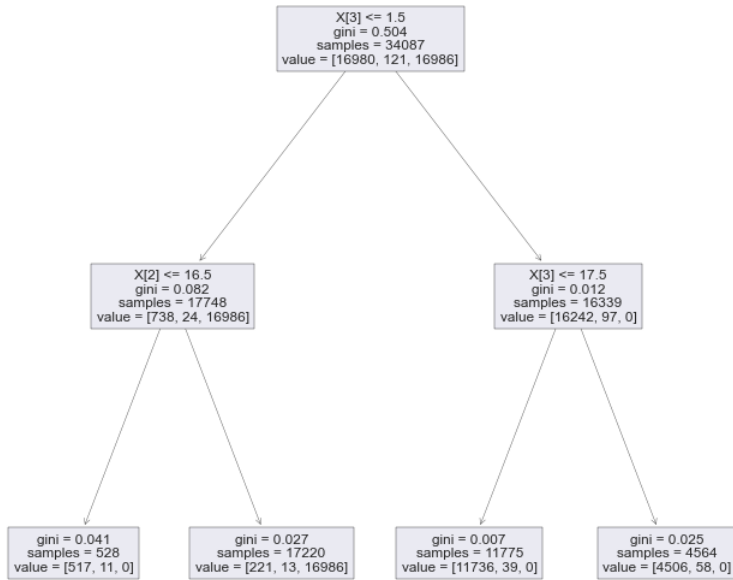 X[3] <= 1.5
gini = 0.504
samples = 34087
value = [16980, 121, 16986]
X[2] <= 16.5
gini = 0.082
samples = 17748
value = [738, 24, 16986]
X[3] <= 17.5
gini = 0.012
samples = 16339
value = [16242, 97, 0]
gini = 0.041
samples = 528
value = [517, 11, 0]
gini = 0.027
samples = 17220
value = [221, 13, 16986]
gini = 0.007
samples = 11775
value = [11736, 39, 0]
gini = 0.025
samples = 4564
value = [4506, 58, 0]